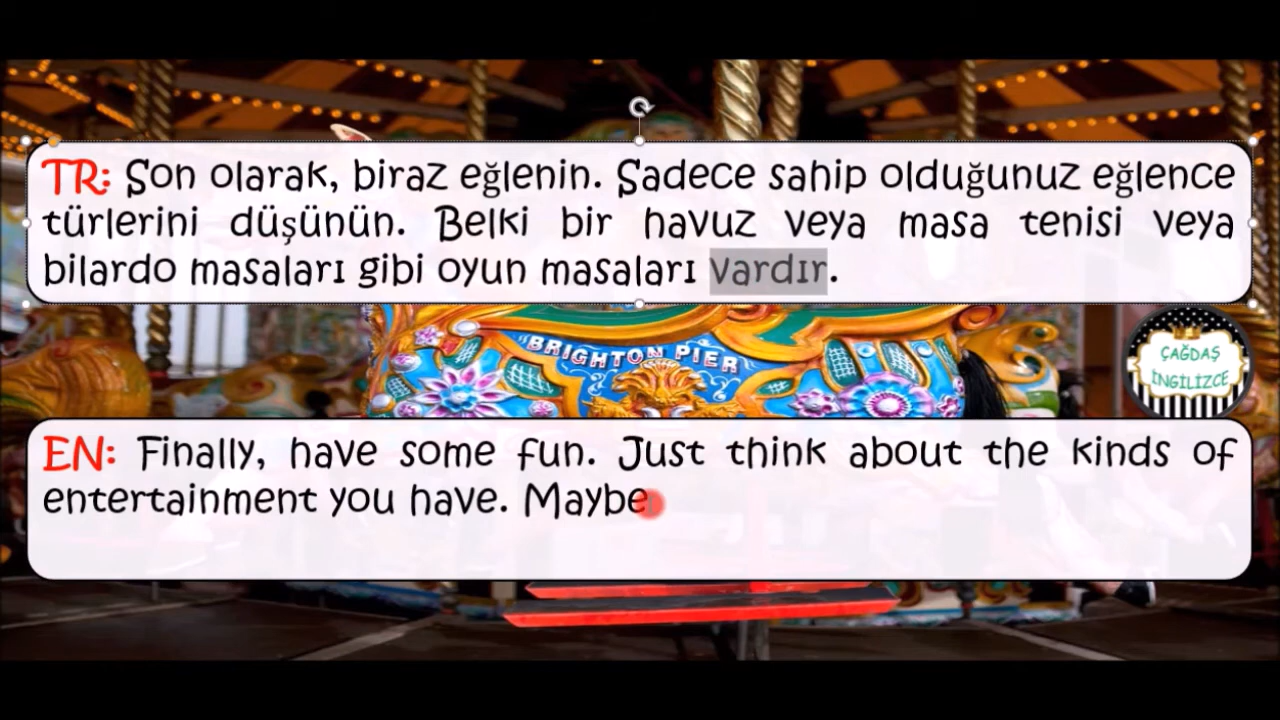 TR: Son olarak, biraz eğlenin. Sadece sahip olduğunuz eğlence
türlerini düşünün. Belki bir havuz veya masa tenisi veya
bilardo masaları gibi oyun masaları vardır.
BRIGHTON PIER
ÇAĞDAŞ
İNGİLİZCE
EN: Finally, have some fun. Just think about the kinds of
entertainment you have. Maybe